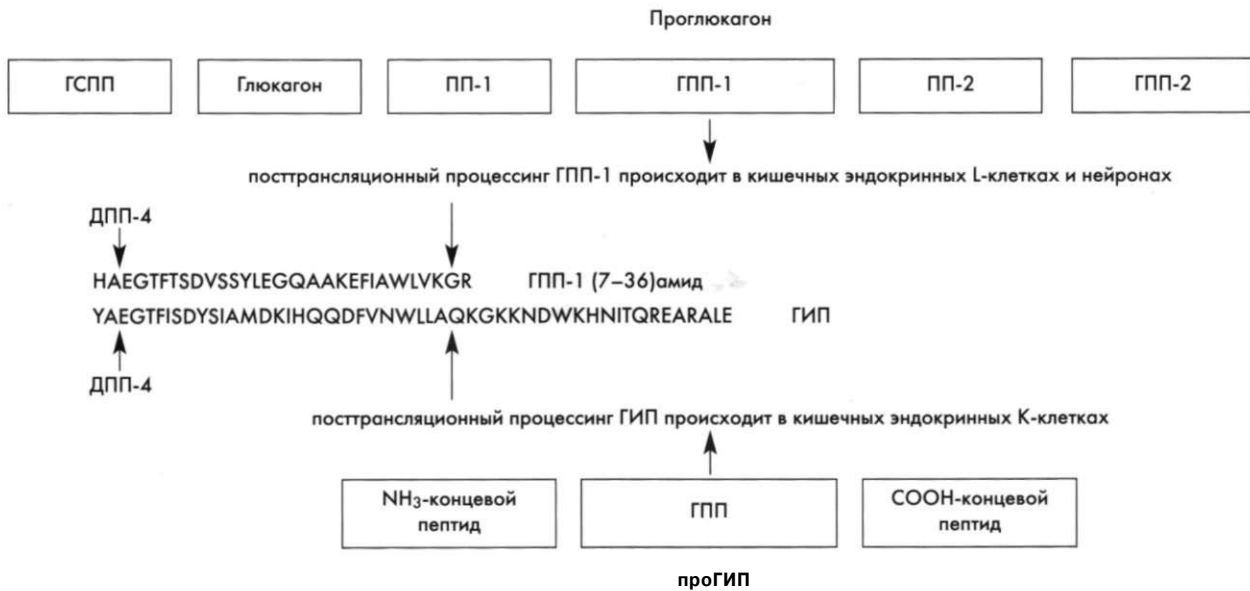 Проглюкагон
ГСПП
Глюкагон
ПП-1
ГПП-1
ПП-2
ГПП-2
посттрансляционный процессинг ГПП-1 происходит в кишечных эндокринных L-клетках и нейронах
ДПП-4
HAEGTFTSDVSSYLEGQAAKEFIAWLVKGR ГПП-1 (7–36)амид
YAEGTFISDYSIAMDKIHQQDFVNWLLAQKGKKNDWKHNITQREARALE ГИП
ДПП-4
посттрансляционный процессинг ГИП происходит в кишечных эндокринных К-клетках
NH3-концевой
пептид
ГПП
COOH-концевой
пептид
проГИП